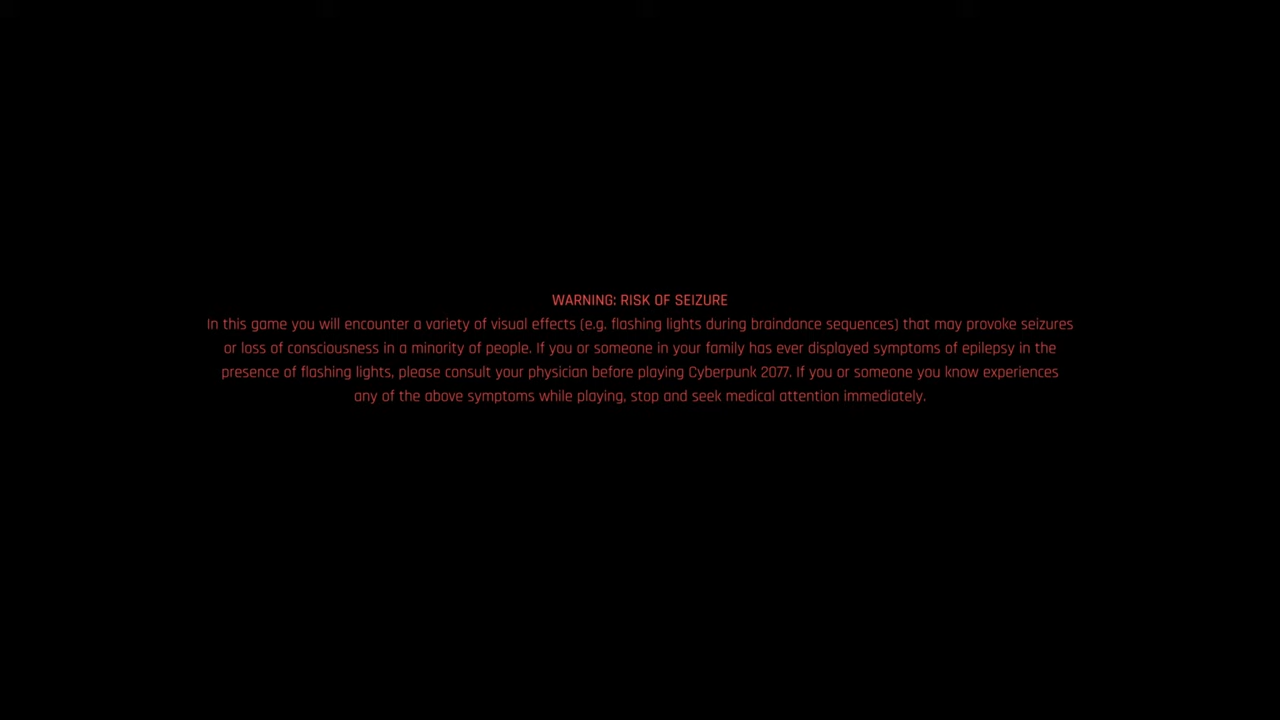 WARNING: RISK OF SEIZURE
In this game you will encounter a variety of visual effects (e.g. flashing lights during braindance sequences) that may provoke seizures
or loss of consciousness in a minority of people. If you or someone in your family has ever displayed symptoms of epilepsy in the
presence of flashing lights, please consult your physician before playing Cyberpunk 2077. If you or someone you know experiences
any of the above symptoms while playing, stop and seek medical attention immediately.